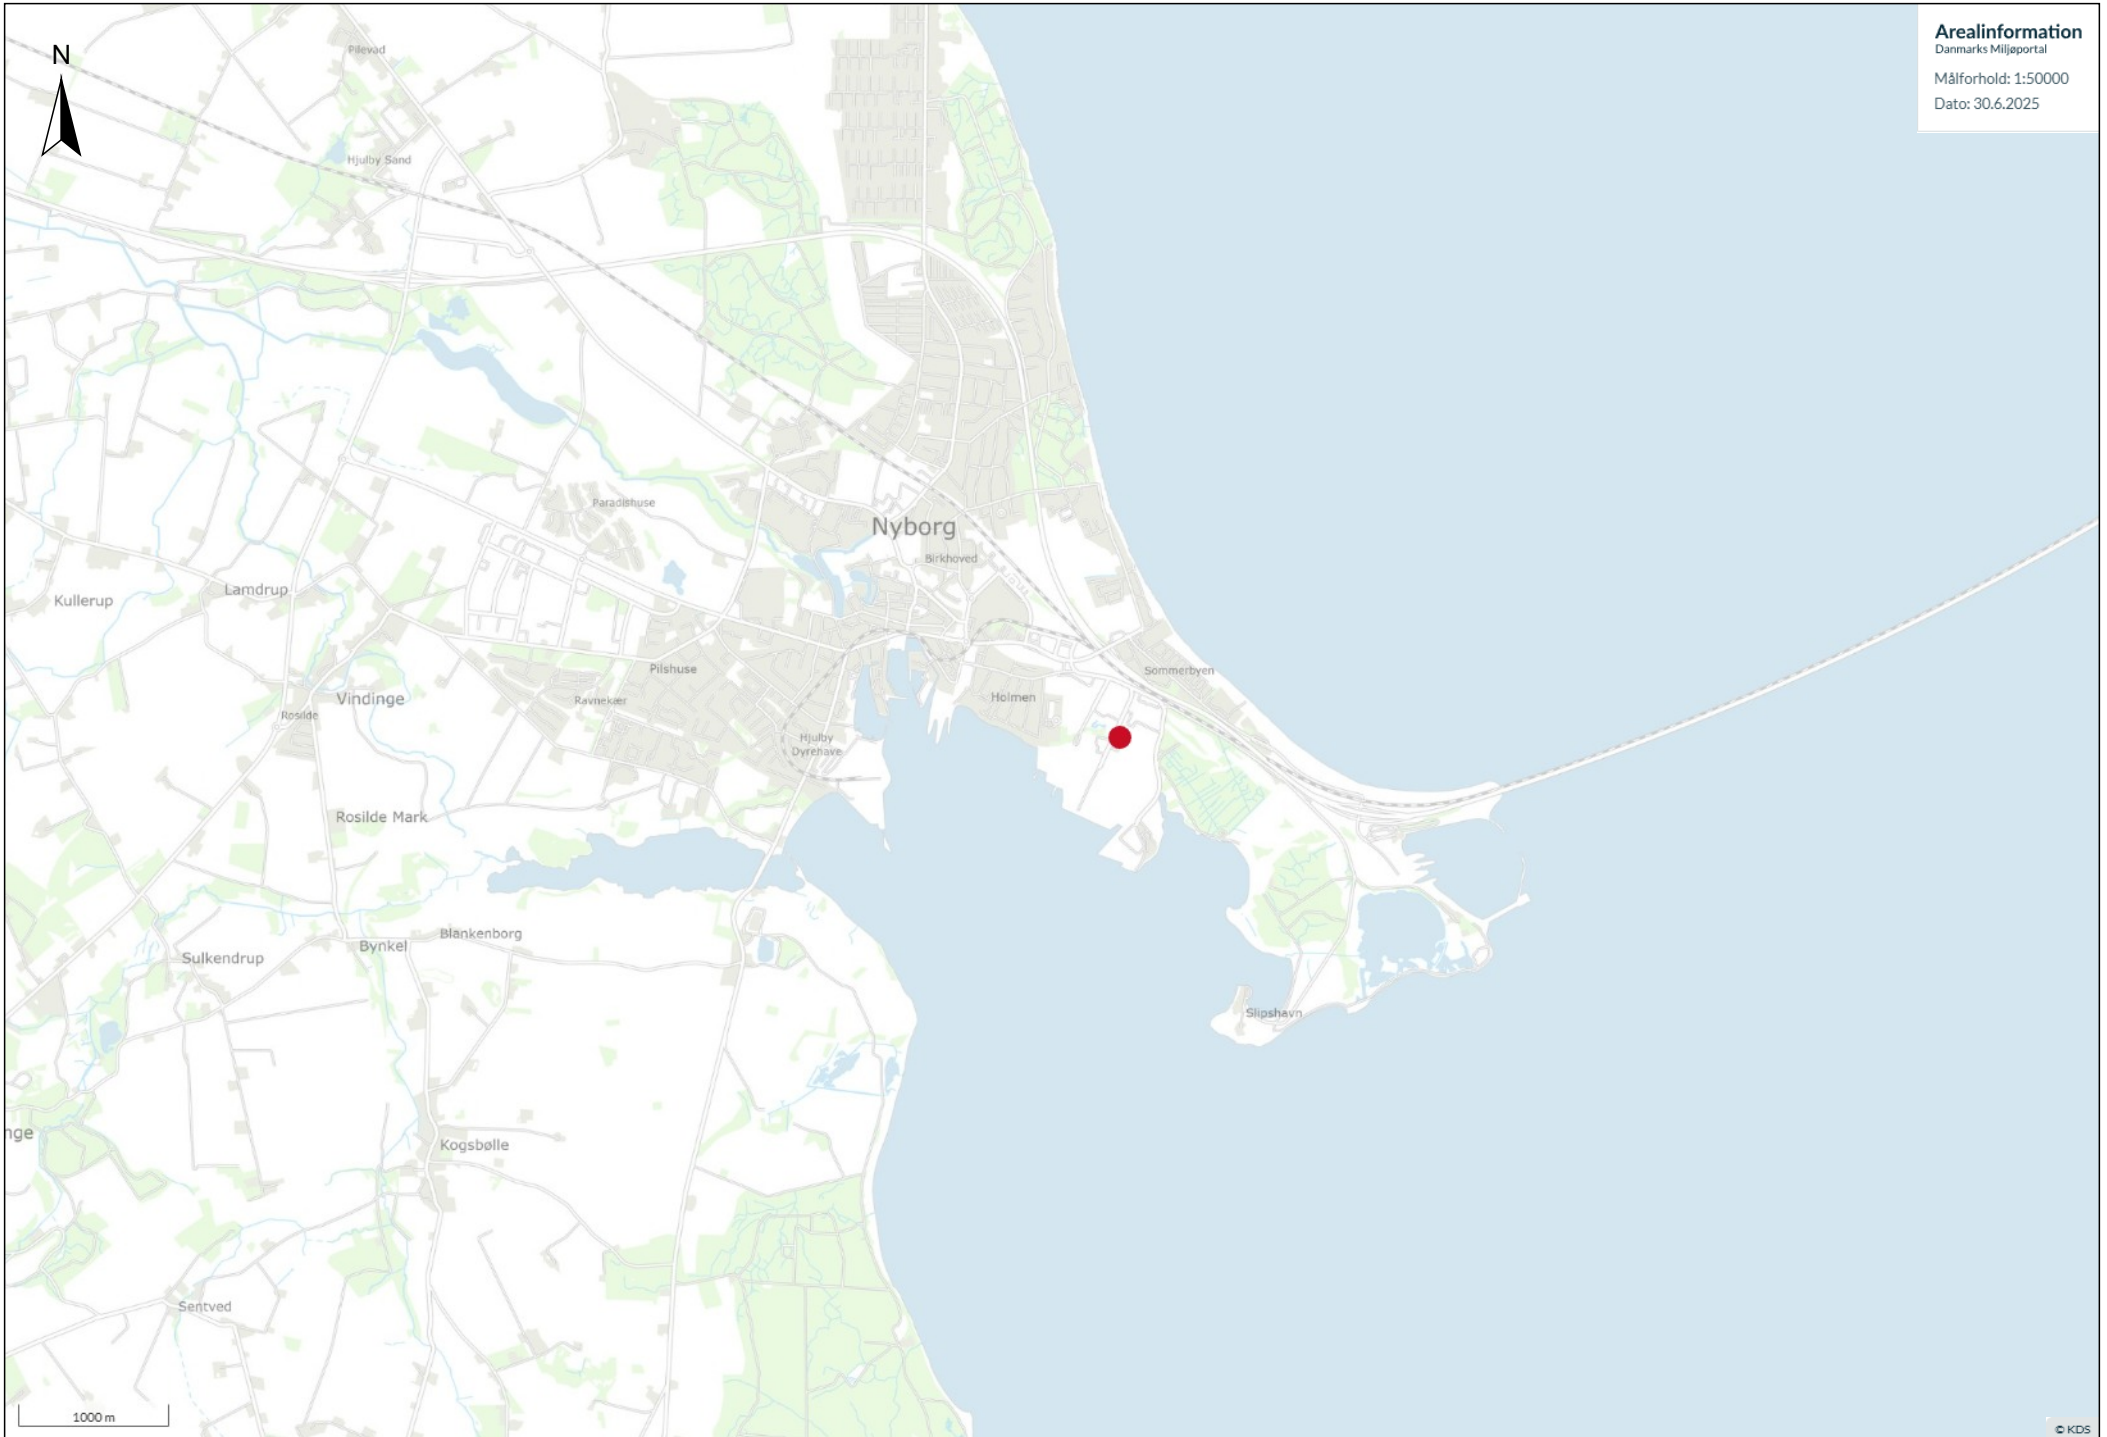 Arealinformation
Danmarks Miljøportal
Målforhold: 1:50000
Dato: 30.6.2025
N
Pilevad
Hjulby Sand
Paradishuse
Nyborg
Birkhoved
Lamdrup
Kullerup
Pilshuse
Sommerbyen
Vindinge
Ravnekær
Holmen
Rosilde
Hjulby
Dyrehave
Rosilde Mark
Blankenborg
Bynkel
Sulkendrup
Slipshavn
nge
Kogsbølle
Sentved
1000 m
© KDS